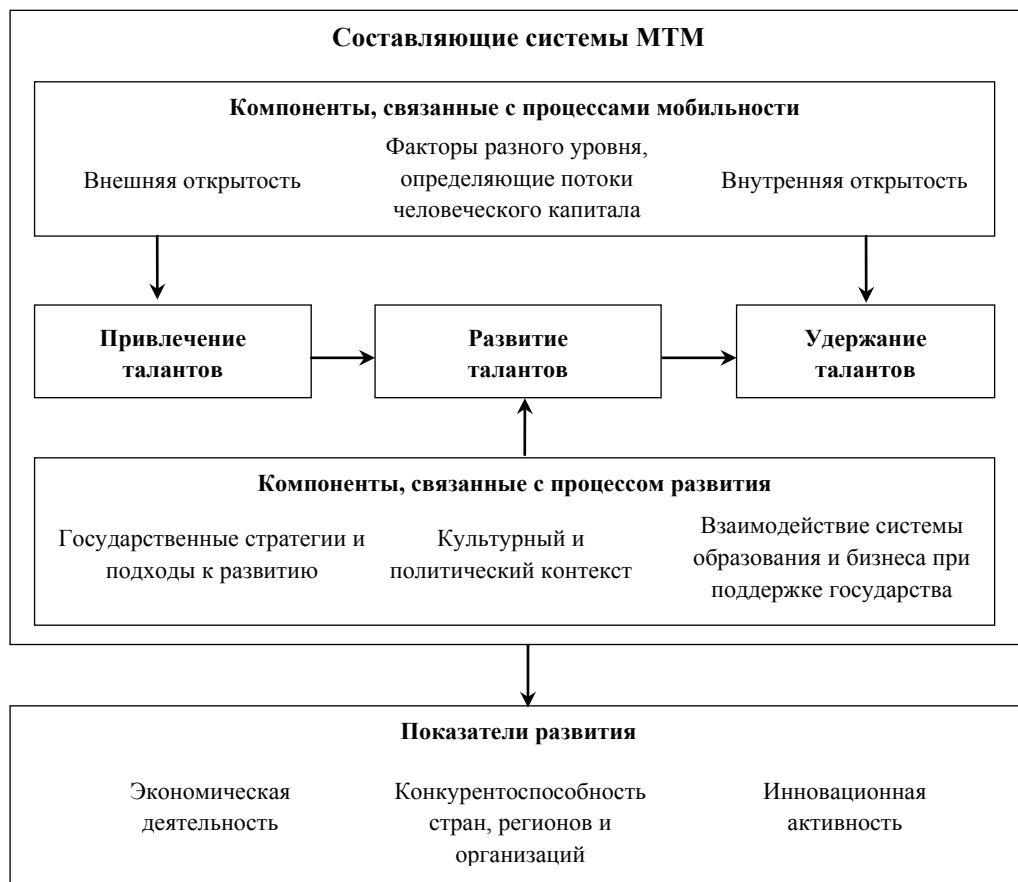 Составляющие системы МТМ
Компоненты, связанные с процессами мобильности
Внешняя открытость
Факторы разного уровня,
определяющие потоки
человеческого капитала
Внутренняя открытость
Привлечение
талантов
Развитие
талантов
Удержание
талантов
Компоненты, связанные с процессом развития
Государственные стратегии и
подходы к развитию
Культурный и
политический контекст
Взаимодействие системы
образования и бизнеса при
поддержке государства
Показатели развития
Экономическая
деятельность
Конкурентоспособность
стран, регионов и
организаций
Инновационная
активность